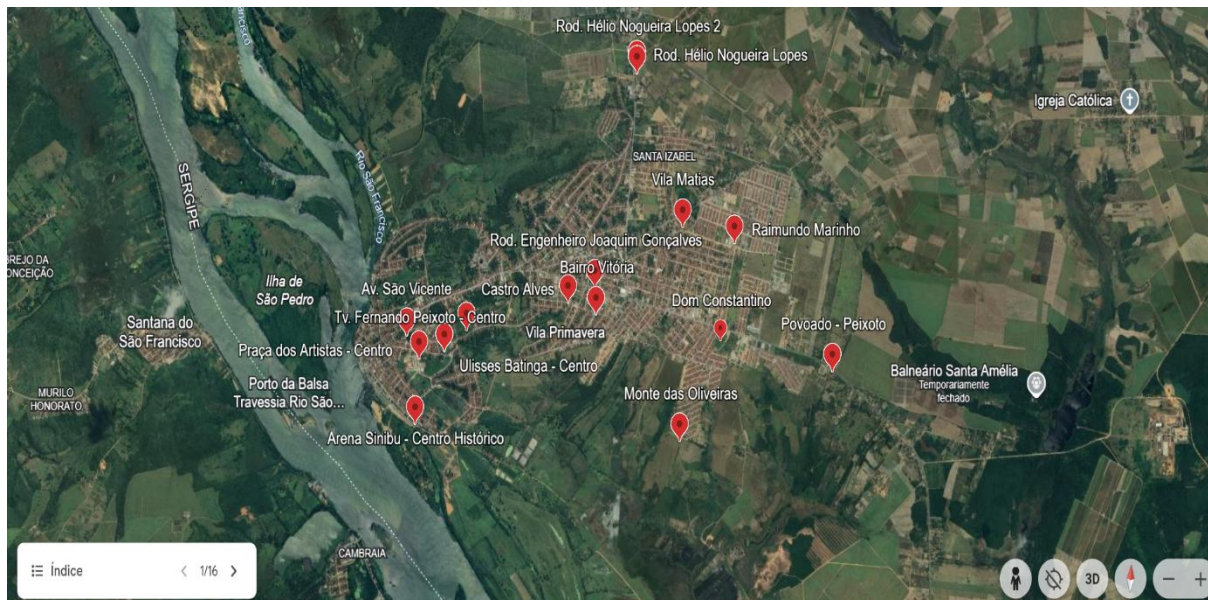 Rod. Hélio Nogueira Lopes 2
Rod. Hélio Nogueira Lopes
Igreja Católica
SANTA IZABEL
Vila Matias
SERGIPE
Rio São Francisco
Francisco
Raimundo Marinho
Rod. Engenheiro Joaquim Gonçalves
BREJO DA
CONCEIÇÃO
Ilha de
São Pedro
Bairro Vitória
Av. São Vicente
Castro Alves
Dom Constantino
Tv. Fernando Peixoto - Centro
Santana do
São Francisco
Vila Primavera
Povoado - Peixoto
Praça dos Artistas - Centro
Ulisses Batinga - Centro
Balneário Santa Amélia
Temporariamente
fechado
Porto da Balsa
Travessia Rio São...
MURILO
HONORATO
Monte das Oliveiras
Arena Sinibu - Centro Histórico
CAMBRAIA
Índice
1/16
3D